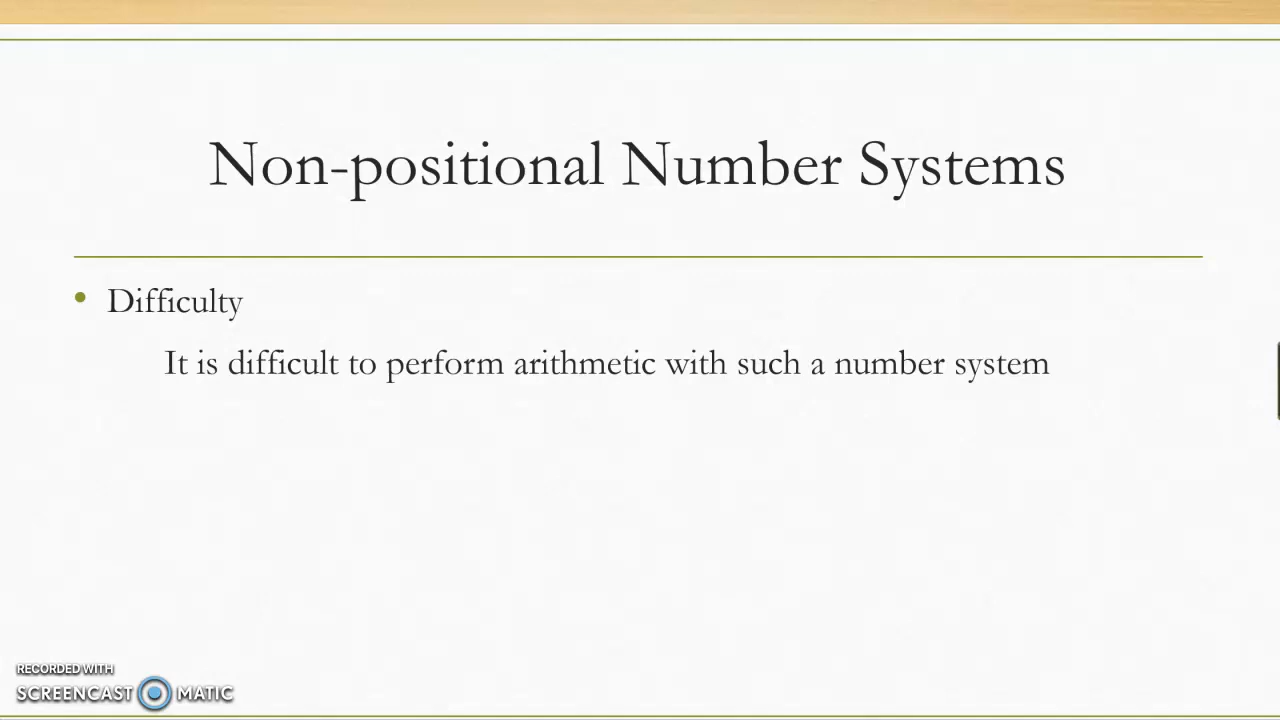 Non-positional Number Systems
• Difficulty
It is difficult to perform arithmetic with such a number system
RECORDED WITH
SCREENCAST MATIC